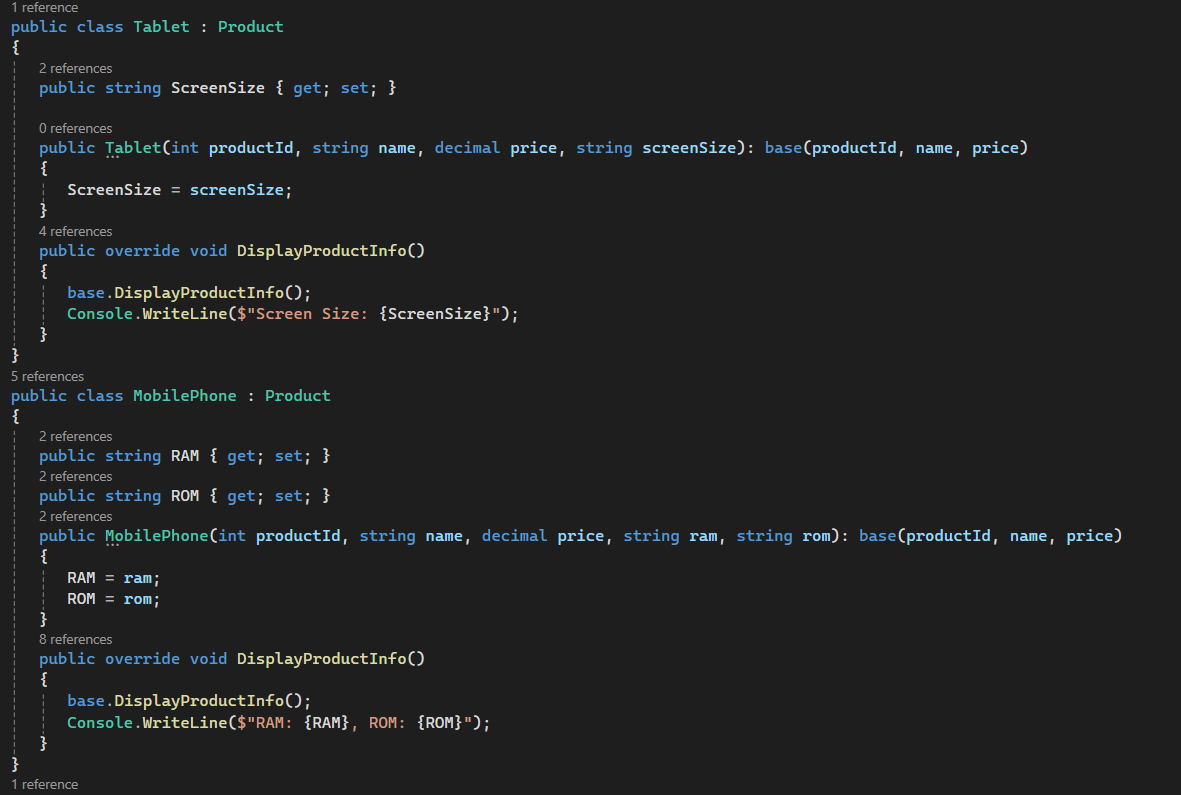 1 reference
public class Tablet : Product
{
2 references
public string ScreenSize { get; set; }
0 references
public Tablet(int productId, string name, decimal price, string screenSize): base(productId, name, price)
{
ScreenSize = screenSize;
}
4 references
public override void DisplayProductInfo()
{
base.DisplayProductInfo();
Console.WriteLine($"Screen Size: {ScreenSize}");
}
}
5 references
public class MobilePhone : Product
{
2 references
public string RAM { get; set; }
2 references
public string ROM { get; set; }
2 references
public MobilePhone(int productId, string name, decimal price, string ram, string rom): base(productId, name, price)
{
RAM = ram;
ROM = rom;
}
8 references
public override void DisplayProductInfo()
{
base.DisplayProductInfo();
Console.WriteLine($"RAM: {RAM}, ROM: {ROM}");
}
}
1 reference